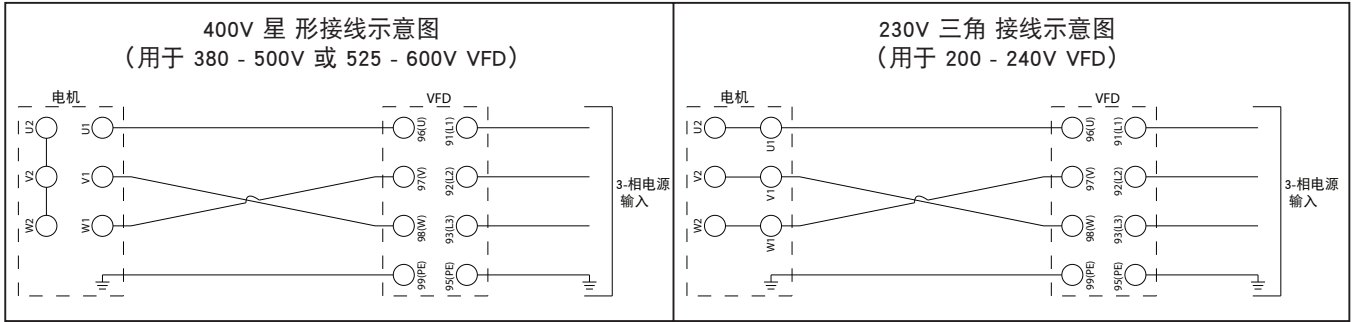 400V 星 形接线示意图
（用于 380 - 500V 或 525 - 600V VFD）
电机
VFD
U2
U1
96(U)
91(L1)
V2
V1
97(V)
92(L2)
W2
W1
98(W)
93(L3)
99(PE)
95(PE)
3-相电源
输入
230V 三角 接线示意图
（用于 200 - 240V VFD）
电机
VFD
U2
U1
96(U)
91(L1)
V2
V1
97(V)
92(L2)
W2
W1
98(W)
93(L3)
99(PE)
95(PE)
3-相电源
输入